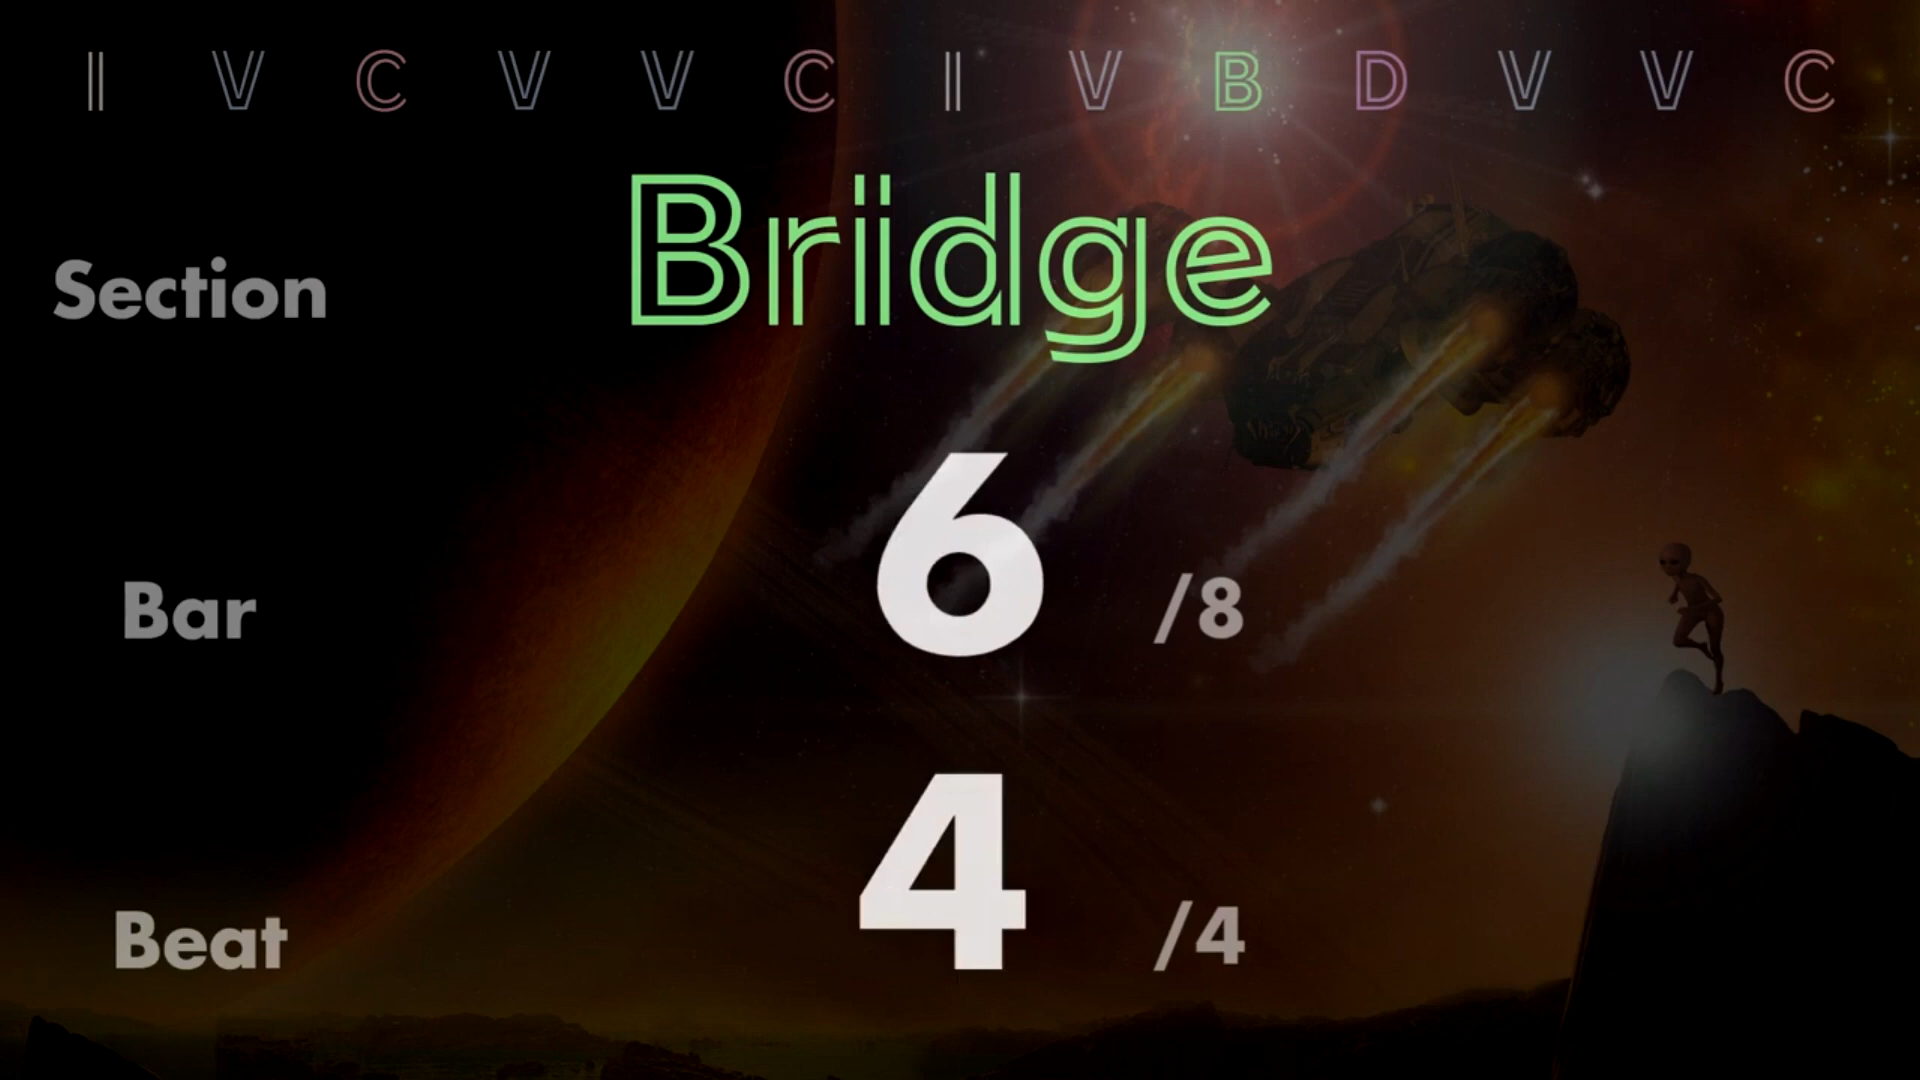 I V C V V C I V B D V V C
Section Bridge
Bar 6 /8
Beat 4 /4